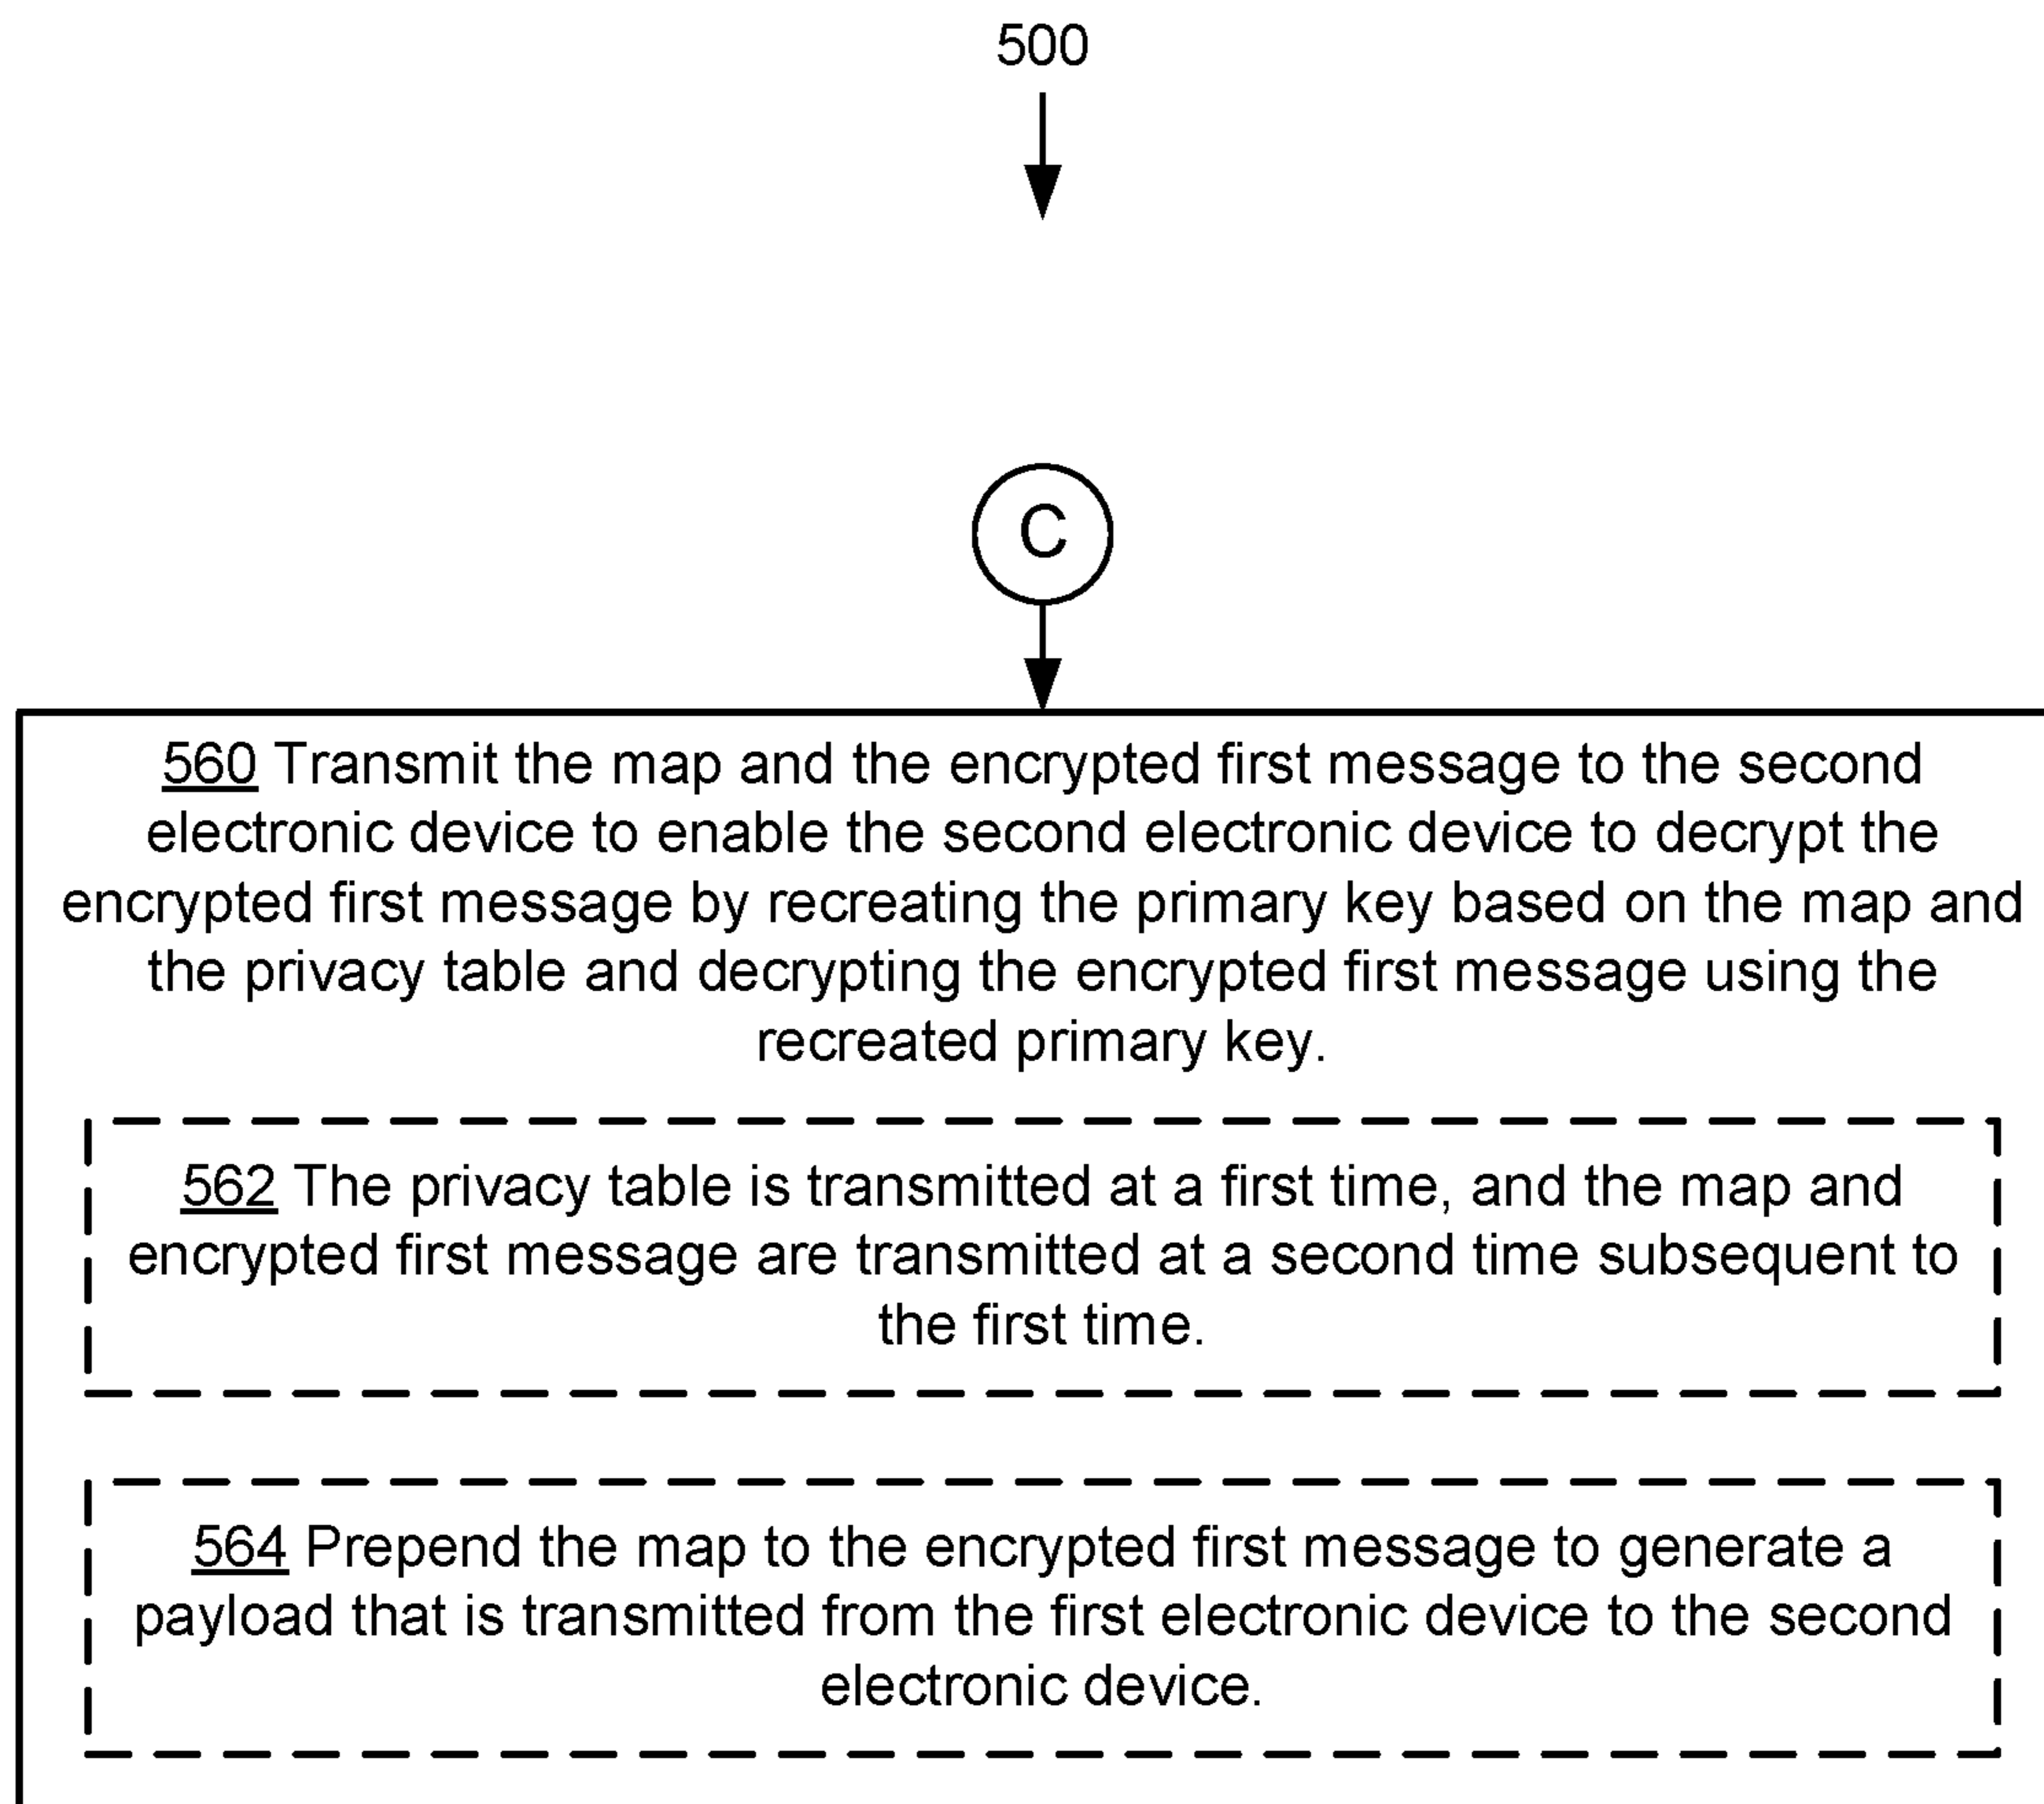 500
C
560 Transmit the map and the encrypted first message to the second
electronic device to enable the second electronic device to decrypt the
encrypted first message by recreating the primary key based on the map and
the privacy table and decrypting the encrypted first message using the
recreated primary key.
562 The privacy table is transmitted at a first time, and the map and
encrypted first message are transmitted at a second time subsequent to
the first time.
564 Prepend the map to the encrypted first message to generate a
payload that is transmitted from the first electronic device to the second
electronic device.